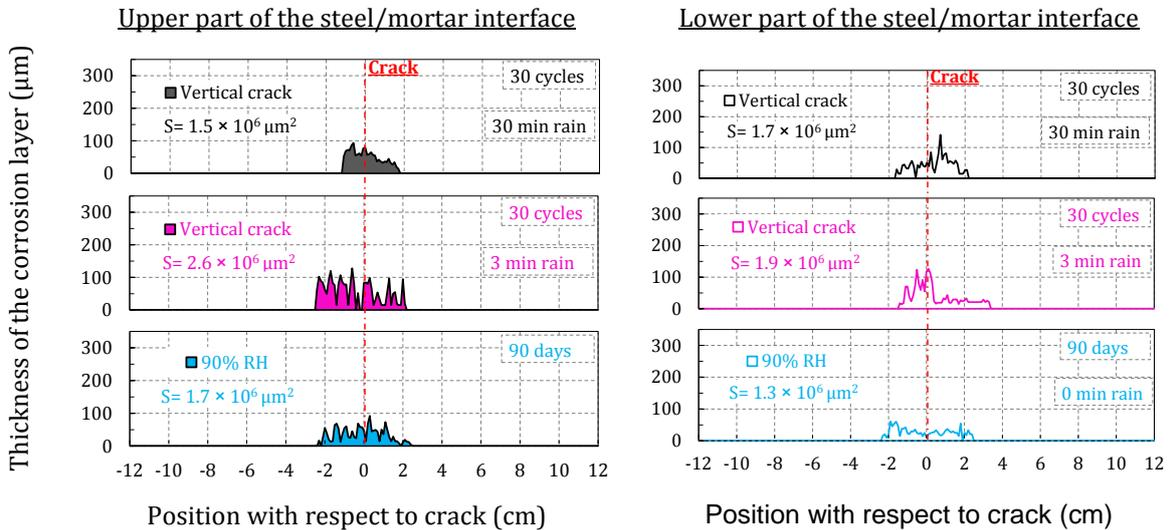 Upper part of the steel/mortar interface
Thickness of the corrosion layer (μm)
300
200
100
0
Crack
Vertical crack
S= 1.5 × 10⁶ μm²
30 cycles
30 min rain
300
200
100
0
Vertical crack
S= 2.6 × 10⁶ μm²
30 cycles
3 min rain
300
200
100
0
90% RH
S= 1.7 × 10⁶ μm²
90 days
-12 -10 -8 -6 -4 -2 0 2 4 6 8 10 12
Position with respect to crack (cm)
Lower part of the steel/mortar interface
300
200
100
0
Crack
Vertical crack
S= 1.7 × 10⁶ μm²
30 cycles
30 min rain
300
200
100
0
Vertical crack
S= 1.9 × 10⁶ μm²
30 cycles
3 min rain
300
200
100
0
90% RH
S= 1.3 × 10⁶ μm²
90 days
0 min rain
-12 -10 -8 -6 -4 -2 0 2 4 6 8 10 12
Position with respect to crack (cm)